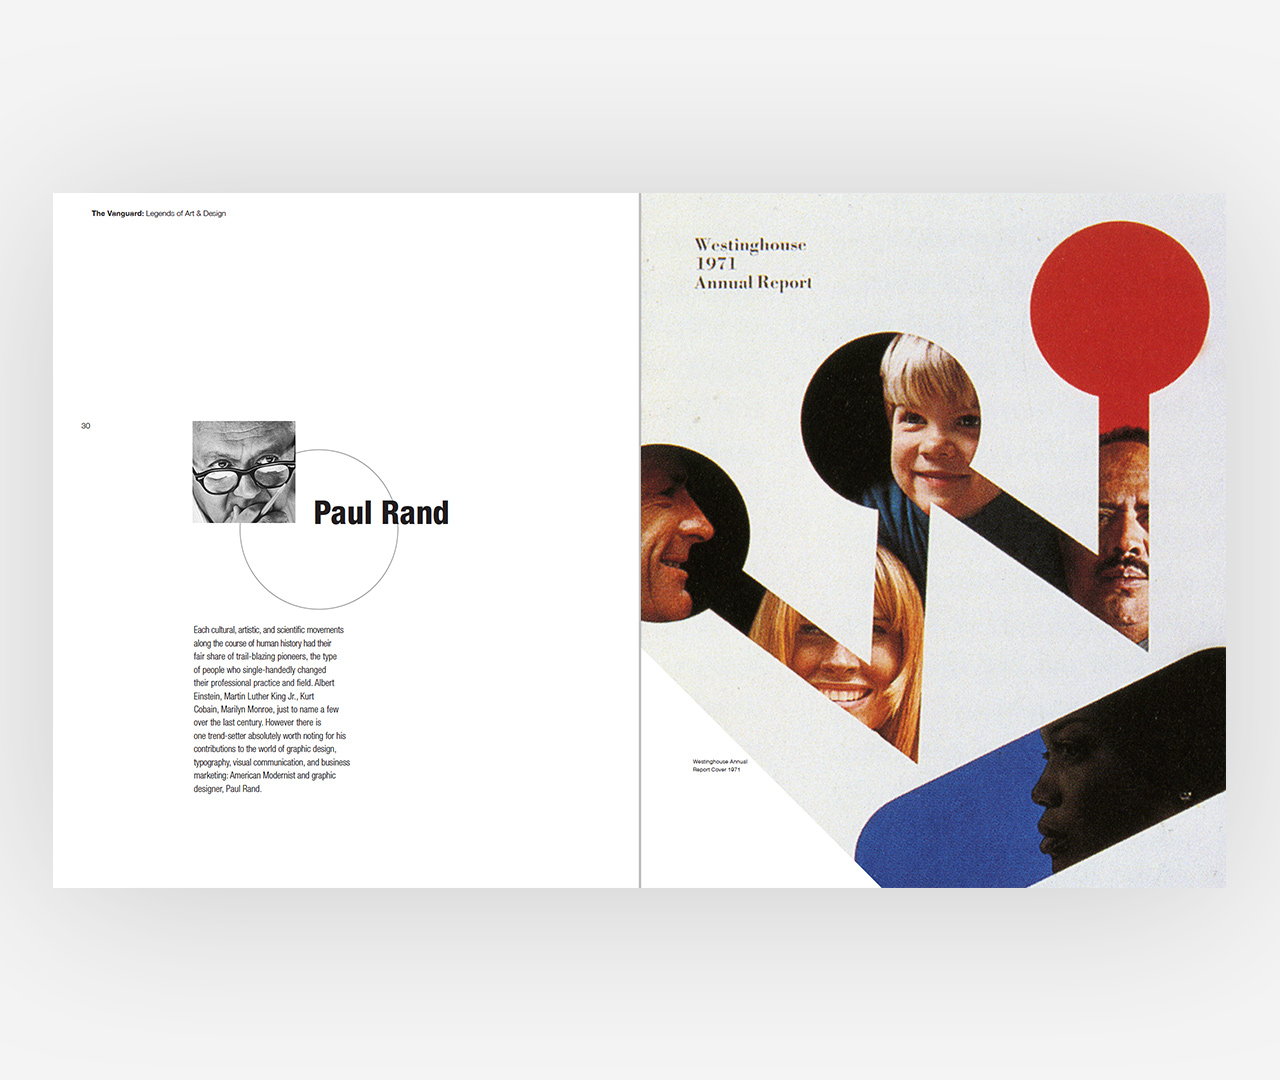 The Vanguard: Legends of Art & Design
30
Paul Rand
Each cultural, artistic, and scientific movements
along the course of human history had their
fair share of trail-blazing pioneers, the type
of people who single-handedly changed
their professional practice and field. Albert
Einstein, Martin Luther King Jr., Kurt
Cobain, Marilyn Monroe, just to name a few
over the last century. However there is
one trend-setter absolutely worth noting for his
contributions to the world of graphic design,
typography, visual communication, and business
marketing: American Modernist and graphic
designer, Paul Rand.
Westinghouse
1971
Annual Report
Westinghouse Annual
Report Cover 1971